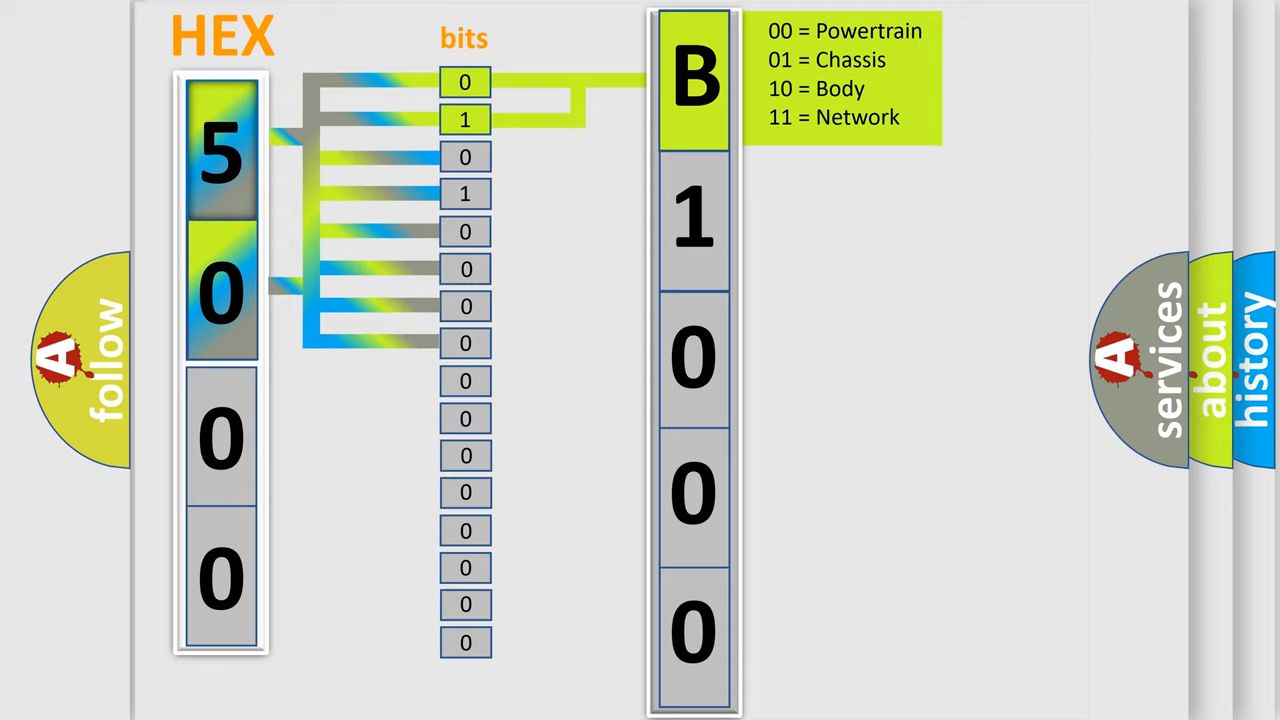 HEX
bits
5
0
0
0
0
1
0
1
0
0
0
0
0
0
0
0
0
0
0
0
B
1
0
0
0
00 = Powertrain
01 = Chassis
10 = Body
11 = Network
A
follow
A
services
about
history